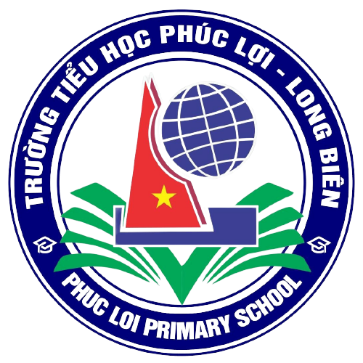 TRƯỜNG TIỂU HỌC PHÚC LỢI - LONG BIÊN
PHUC LOI PRIMARY SCHOOL